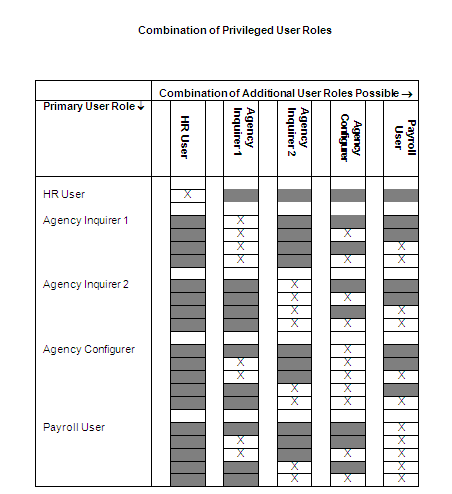 Combination of Privileged User Roles
Combination of Additional User Roles Possible →
Primary User Role ↓
HR User
Agency Inquirer 1
Agency Inquirer 2
Agency Configurer
Payroll User
HR User X
Agency Inquirer 1 X
X X
X X
X X X
Agency Inquirer 2 X
X X
X X
X X X
Agency Configurer X
X X
X X X
X X
X X X
Payroll User X
X X
X X X
X X
X X X